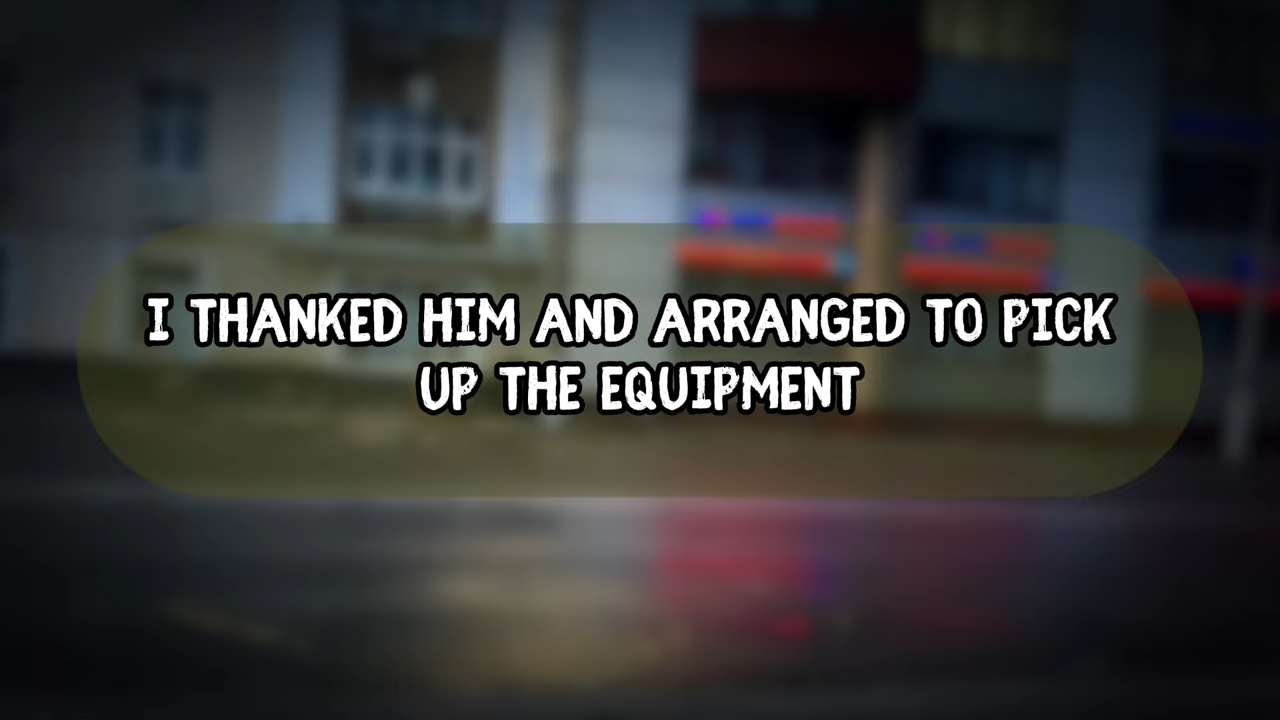 I THANKED HIM AND ARRANGED TO PICK
UP THE EQUIPMENT